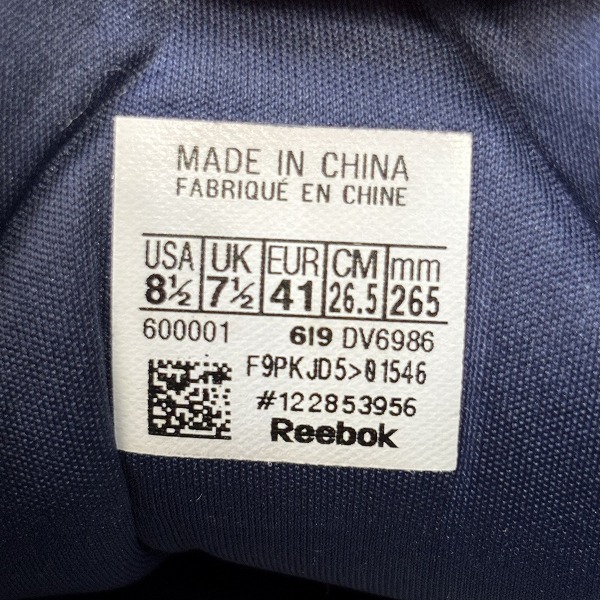 MADE IN CHINA
FABRIQUÉ EN CHINE
USA UK EUR CM mm
8½ 7½ 41 26.5 265
600001 619 DV6986
F9PKJD5>01546
#122853956
Reebok